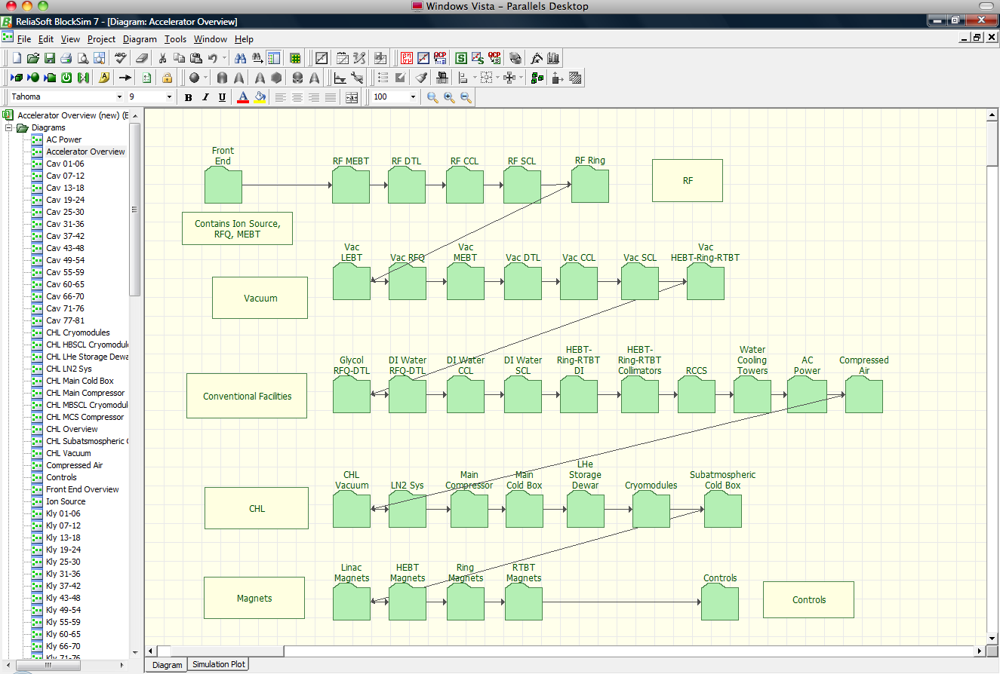 Windows Vista - Parallels Desktop
ReliaSoft BlockSim 7 - [Diagram: Accelerator Overview]
File Edit View Project Diagram Tools Window Help
Tahoma 9 B I U A 100
Accelerator Overview (new) (E
Diagrams
AC Power
Accelerator Overview
Cav 01-06
Cav 07-12
Cav 13-18
Cav 19-24
Cav 25-30
Cav 31-36
Cav 37-42
Cav 43-48
Cav 49-54
Cav 55-59
Cav 60-65
Cav 66-70
Cav 71-76
Cav 77-81
CHL Cryomodules
CHL HBSCL Cryomodule
CHL LHe Storage Dewa
CHL LN2 Sys
CHL Main Cold Box
CHL Main Compressor
CHL MBSCL Cryomodul
CHL MCS Compressor
CHL Overview
CHL Subatsmospheric C
CHL Vacuum
Compressed Air
Controls
Front End Overview
Ion Source
Kly 01-06
Kly 07-12
Kly 13-18
Kly 19-24
Kly 25-30
Kly 31-36
Kly 37-42
Kly 43-48
Kly 49-54
Kly 55-59
Kly 60-65
Kly 66-70
Kly 71-76
Front
End
RF MEBT
RF DTL
RF CCL
RF SCL
RF Ring
RF
Contains Ion Source,
RFQ, MEBT
Vac
LEBT
Vac RFQ
Vac
MEBT
Vac DTL
Vac CCL
Vac SCL
Vac
HEBT-Ring-RTBT
Vacuum
Glycol
RFQ-DTL
DI Water
RFQ-DTL
DI Water
CCL
DI Water
SCL
HEBT-
Ring-RTBT
DI
HEBT-
Ring-RTBT
Collimators
RCCS
Water
Cooling
Towers
AC
Power
Compressed
Air
Conventional Facilities
CHL
Vacuum
LN2 Sys
Main
Compressor
Main
Cold Box
LHe
Storage
Dewar
Cryomodules
Subatmospheric
Cold Box
CHL
Linac
Magnets
HEBT
Magnets
Ring
Magnets
RTBT
Magnets
Controls
Magnets
Controls
Diagram
Simulation Plot